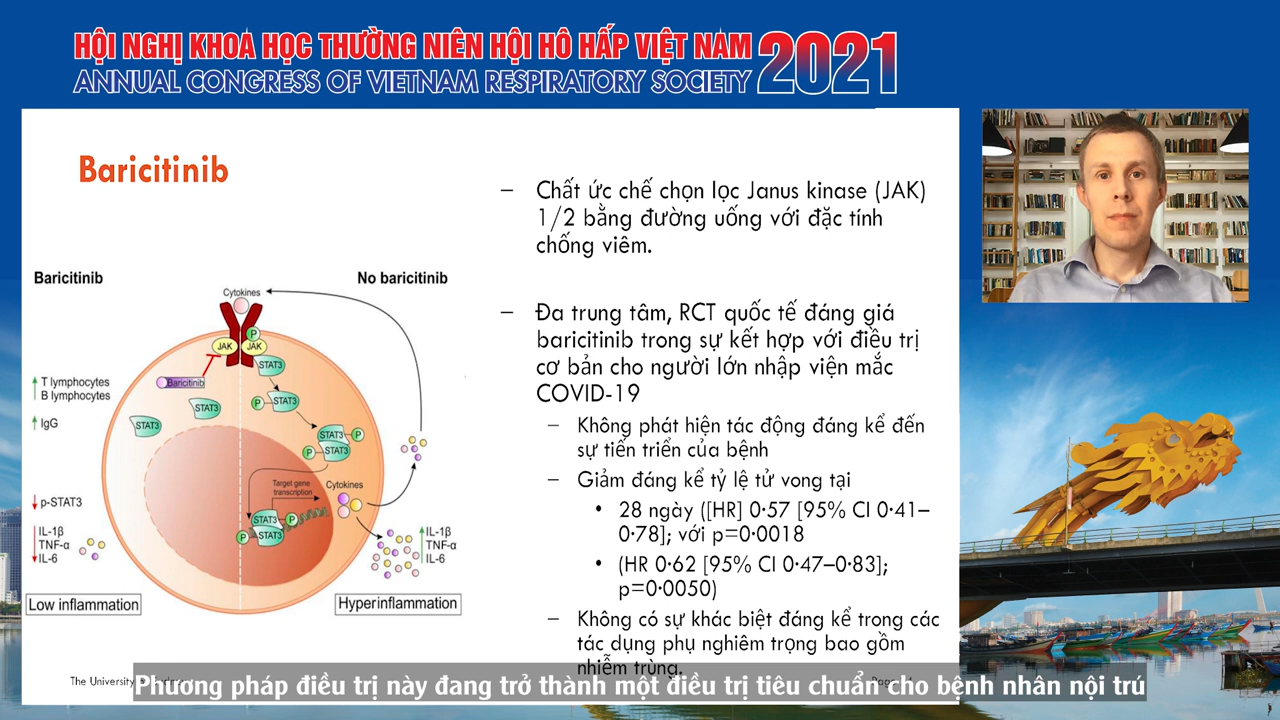 HỘI NGHỊ KHOA HỌC THƯỜNG NIÊN HỘI HÔ HẤP VIỆT NAM
ANNUAL CONGRESS OF VIETNAM RESPIRATORY SOCIETY
2021
Baricitinib
Baricitinib
No baricitinib
Cytokines
P
JAK
JAK
STAT3
Baricitinib
T lymphocytes
B lymphocytes
P
STAT3
STAT3
IgG
STAT3
STAT3
P
P
STAT3
Target gene
transcription
Cytokines
p-STAT3
STAT3
P
P
STAT3
IL-1β
TNF-α
IL-6
IL-1β
TNF-α
IL-6
Low inflammation
Hyperinflammation
– Chất ức chế chọn lọc Janus kinase (JAK)
1/2 bằng đường uống với đặc tính
chống viêm.
– Đa trung tâm, RCT quốc tế đáng giá
baricitinib trong sự kết hợp với điều trị
cơ bản cho người lớn nhập viện mắc
COVID-19
– Không phát hiện tác động đáng kể đến
sự tiến triển của bệnh
– Giảm đáng kể tỷ lệ tử vong tại
• 28 ngày ([HR] 0·57 [95% CI 0·41–
0·78]; với p=0·0018
• (HR 0·62 [95% CI 0·47–0·83];
p=0·0050)
– Không có sự khác biệt đáng kể trong các
tác dụng phụ nghiêm trọng bao gồm
nhiễm trùng.
The University
Phương pháp điều trị này đang trở thành một điều trị tiêu chuẩn cho bệnh nhân nội trú